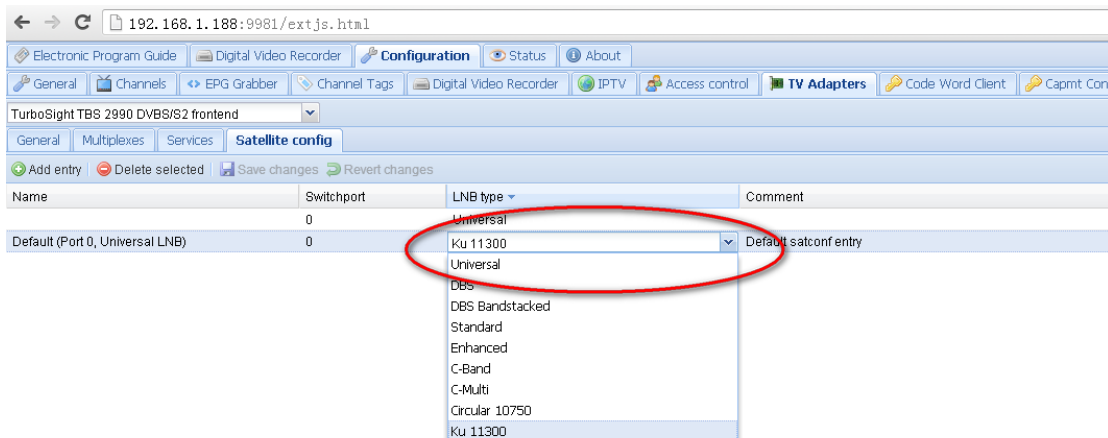 192.168.1.188:9981/extjs.html
Electronic Program Guide Digital Video Recorder Configuration Status About
General Channels EPG Grabber Channel Tags Digital Video Recorder IPTV Access control TV Adapters Code Word Client Capmt Con
TurboSight TBS 2990 DVBS/S2 frontend
General Multiplexes Services Satellite config
Add entry Delete selected Save changes Revert changes
Name Switchport LNB type Comment
0 Universal
Default (Port 0, Universal LNB) 0 Ku 11300 Default satconf entry
Universal
DBS
DBS Bandstacked
Standard
Enhanced
C-Band
C-Multi
Circular 10750
Ku 11300